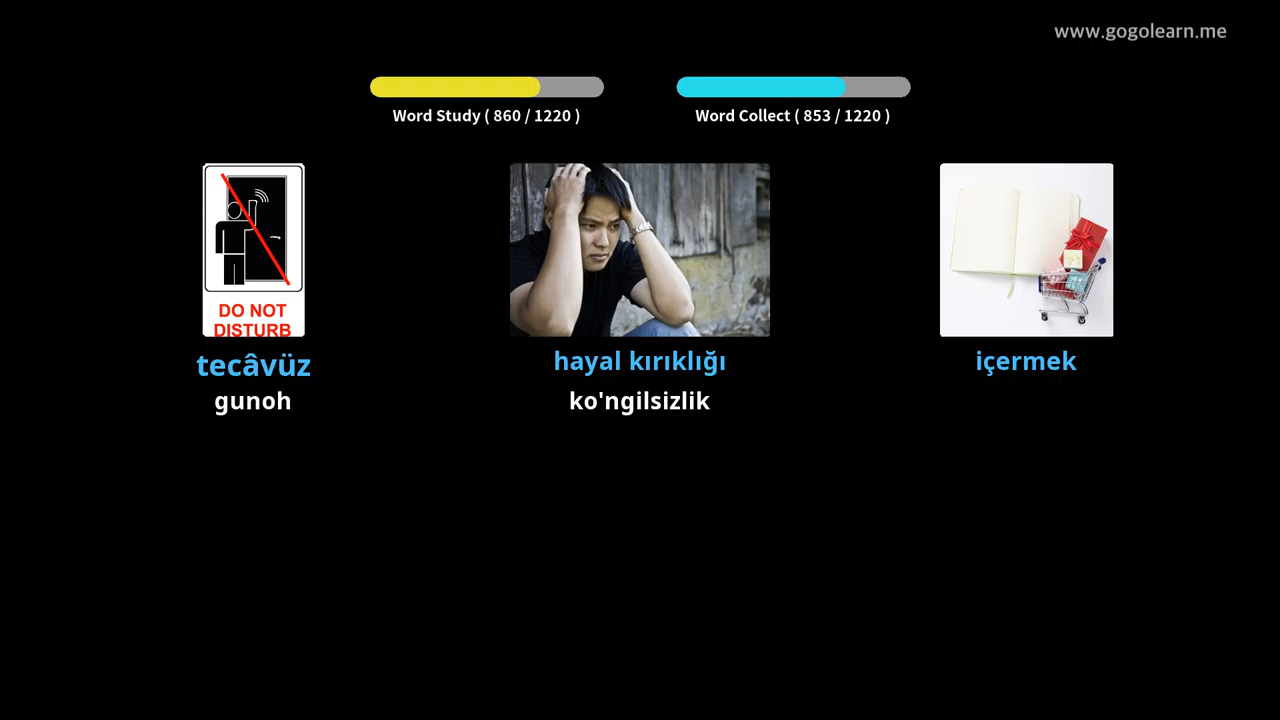 www.gogolearn.me
Word Study ( 860 / 1220 )
Word Collect ( 853 / 1220 )
DO NOT
DISTURB
tecâvüz
hayal kırıklığı
içermek
gunoh
ko'ngilsizlik